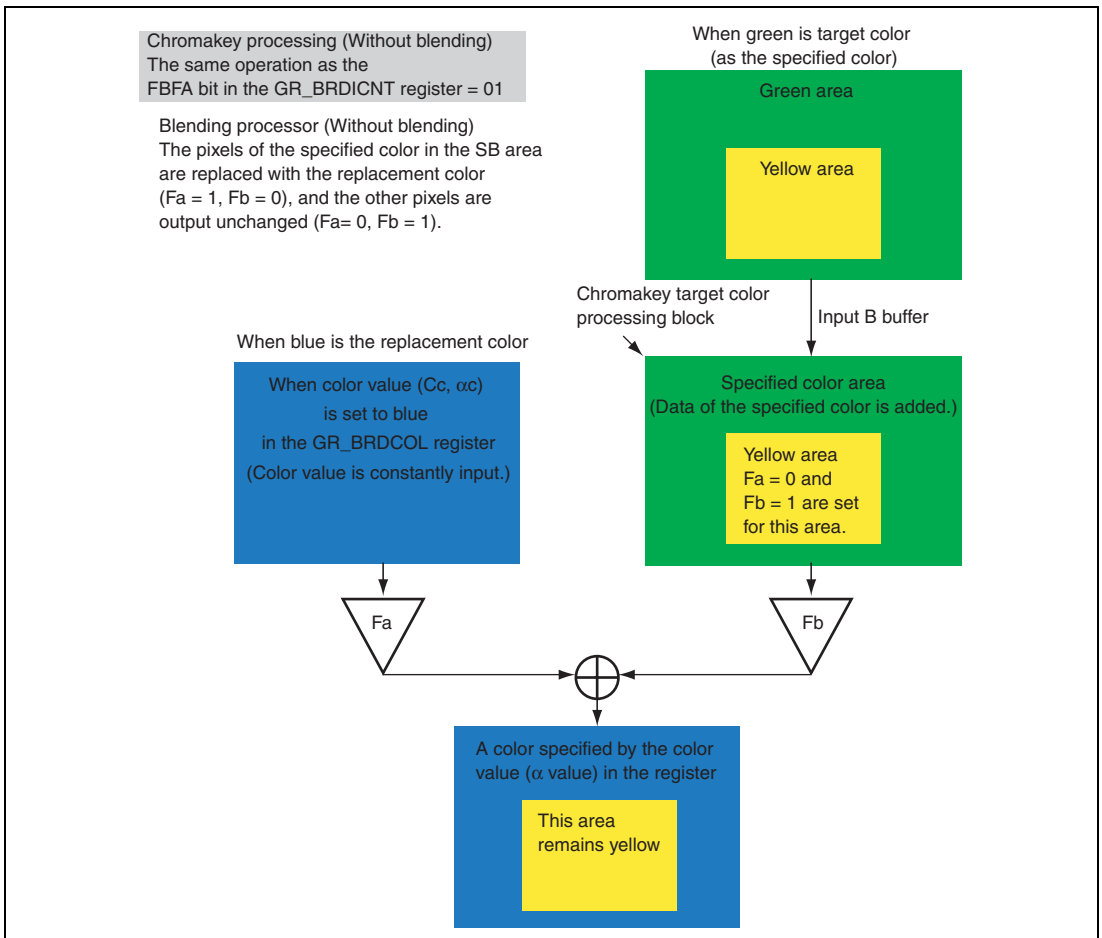 Chromakey processing (Without blending)
The same operation as the
FBFA bit in the GR_BRDICNT register = 01
Blending processor (Without blending)
The pixels of the specified color in the SB area
are replaced with the replacement color
(Fa = 1, Fb = 0), and the other pixels are
output unchanged (Fa= 0, Fb = 1).
When green is target color
(as the specified color)
Green area
Yellow area
Chromakey target color
processing block
Input B buffer
When blue is the replacement color
When color value (Cc, αc)
is set to blue
in the GR_BRDCOL register
(Color value is constantly input.)
Specified color area
(Data of the specified color is added.)
Yellow area
Fa = 0 and
Fb = 1 are set
for this area.
Fa
Fb
A color specified by the color
value (α value) in the register
This area
remains yellow